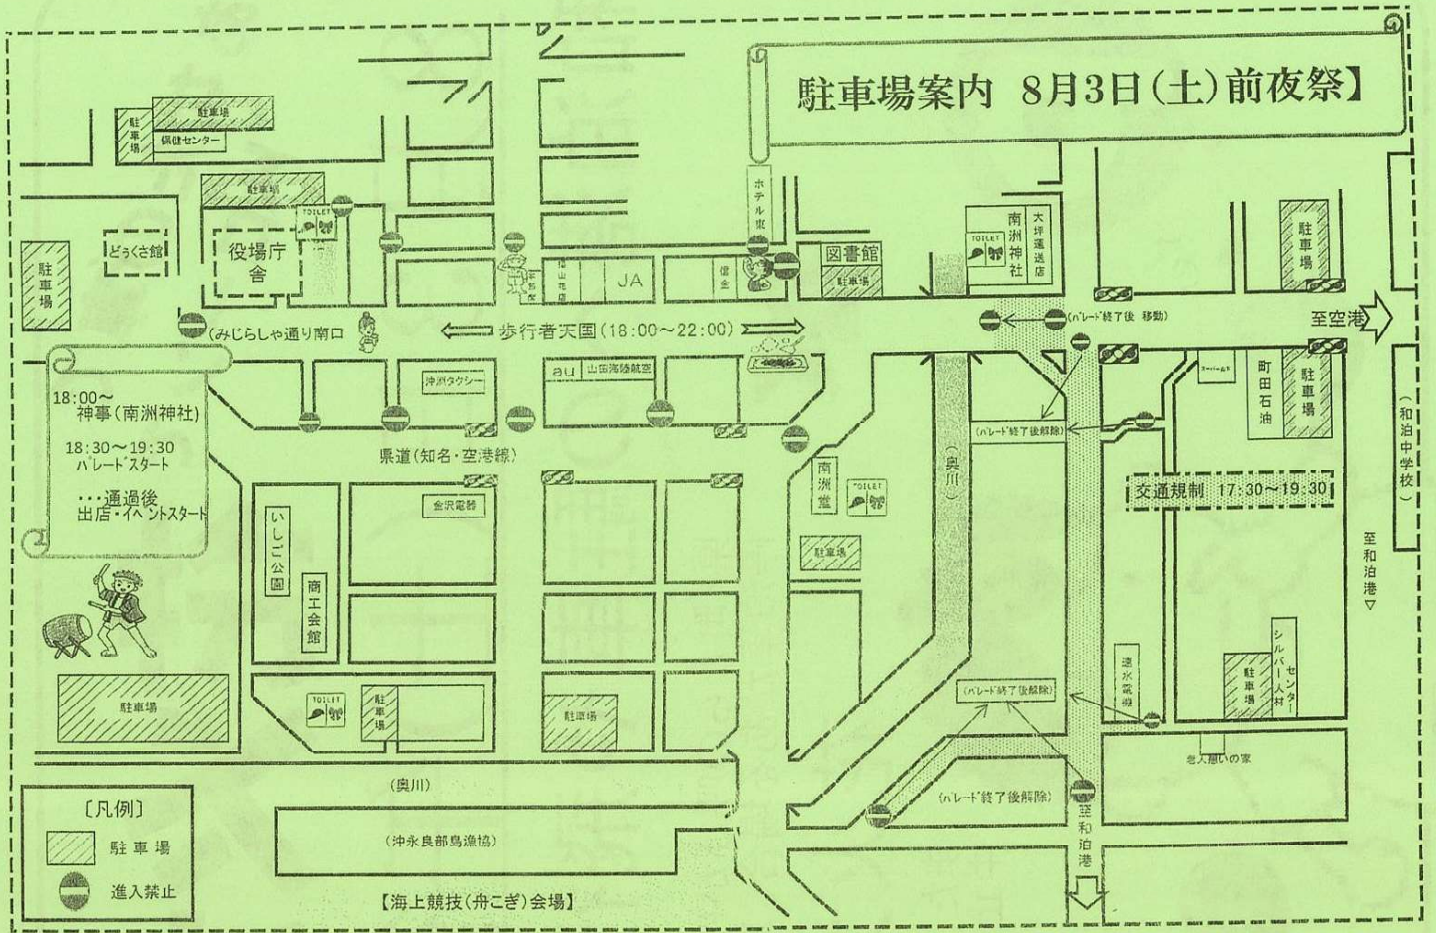 駐車場案内 8月3日(土)前夜祭】
駐車場
駐車場
保健センター
駐車場
TOILET
どぅくさ館
役場庁舎
駐車場
ホテル東
信金
JA
図書館
駐車場
南洲神社
TOILET
駐車場
(みじらしゃ通り南口
歩行者天国(18:00~22:00)
(パレード終了後 移動)
至空港
18:00~
神事(南洲神社)
18:30~19:30
パレードスタート
…通過後
出店・イベントスタート
沖洲タクシー
au
町田石油
駐車場
(和泊中学校)
(パレード終了後解除)
県道(知名・空港線)
金沢電器
南洲堂
TOILET
(奥川)
交通規制 17:30~19:30
いしご公園
商工会館
駐車場
至和泊港▽
駐車場
TOILET
駐車場
駐車場
(パレード終了後解除)
速水電機
駐車場
シルバー人材センター
老人憩いの家
(奥川)
(パレード終了後解除)
至和泊港
〔凡例〕
駐車場
進入禁止
(沖永良部島漁協)
【海上競技(舟こぎ)会場】